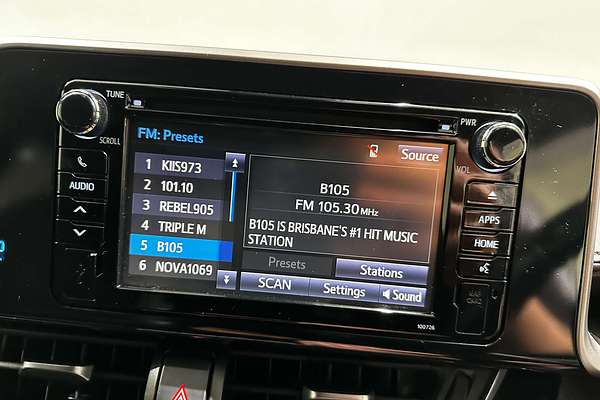 TUNE
SCROLL
AUDIO
FM: Presets
1 KIIS973
2 101.10
3 REBEL905
4 TRIPLE M
5 B105
6 NOVA1069
Source
B105
FM 105.30 MHz
B105 IS BRISBANE'S #1 HIT MUSIC
STATION
Presets
Stations
SCAN
Settings
Sound
100726
PWR
VOL
APPS
HOME